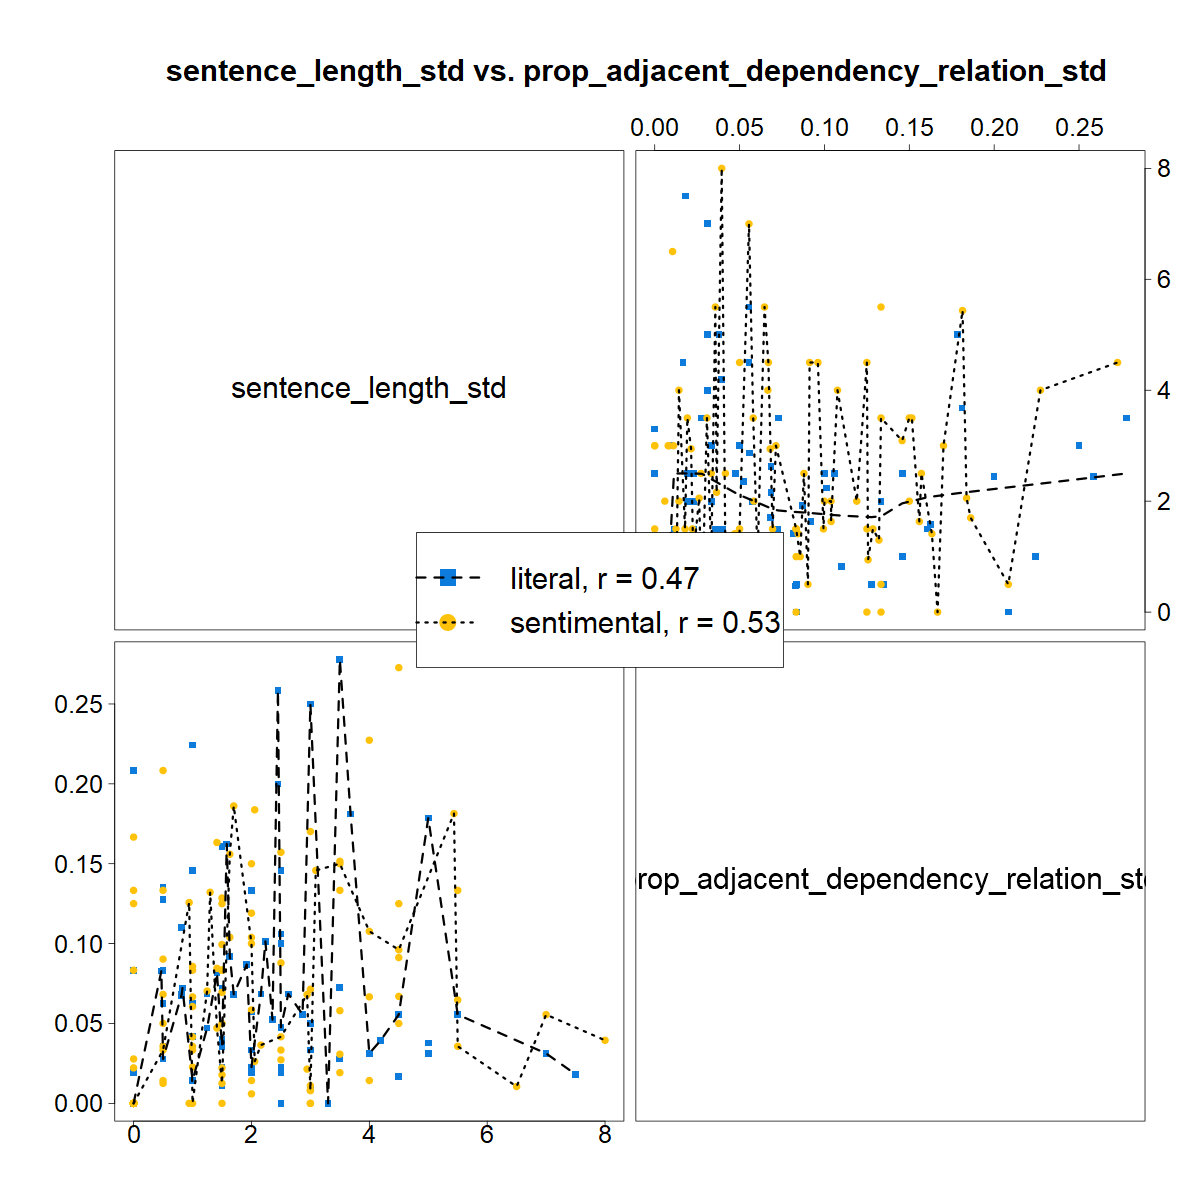 sentence_length_std vs. prop_adjacent_dependency_relation_std
0.00 0.05 0.10 0.15 0.20 0.25
8
6
sentence_length_std
4
2
0
literal, r = 0.47
sentimental, r = 0.53
0.25
0.20
0.15
0.10
0.05
0.00
rop_adjacent_dependency_relation_st
0 2 4 6 8